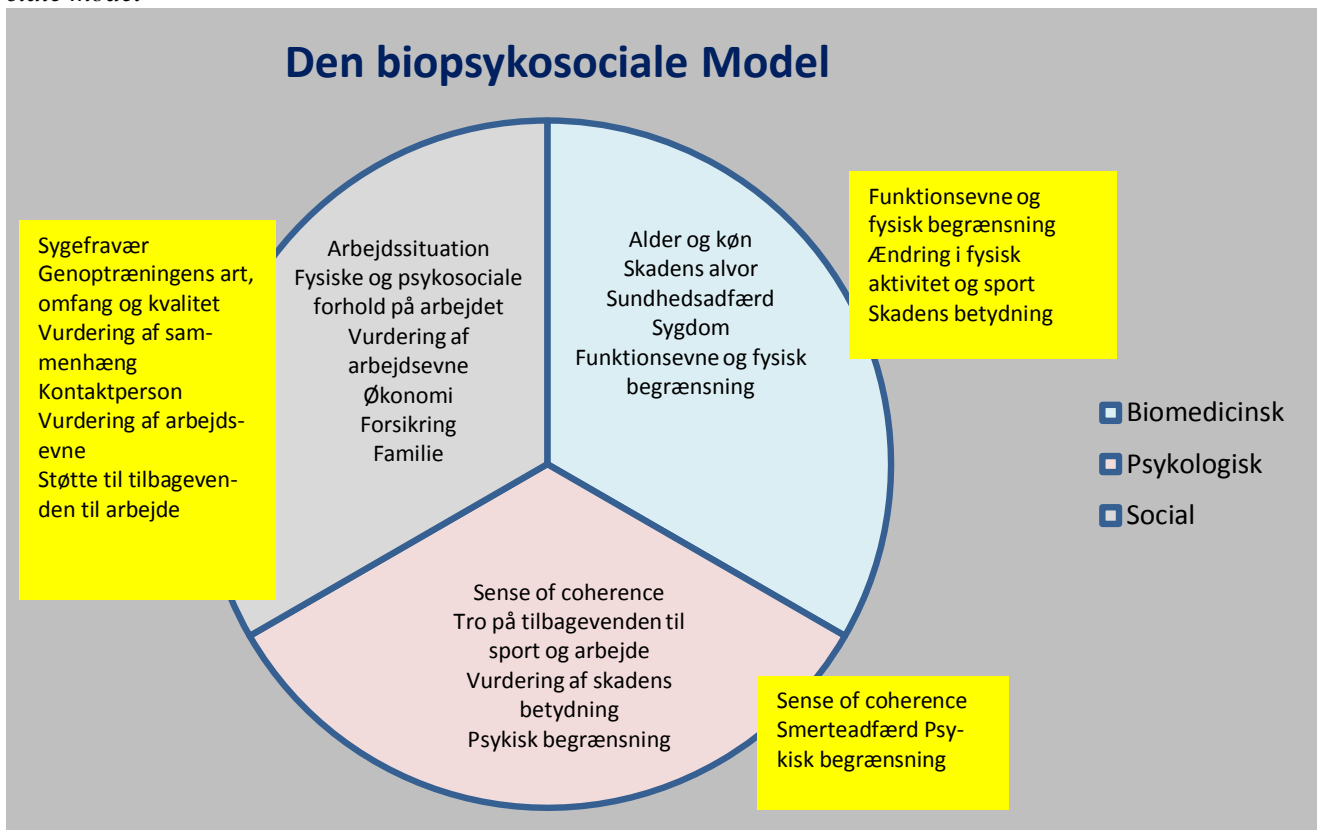 Den biopsykosociale Model
Sygefravær
Genoptræningens art,
omfang og kvalitet
Vurdering af sam-
menhæng
Kontaktperson
Vurdering af arbejds-
evne
Støtte til tilbageven-
den til arbejde
Arbejdssituation
Fysiske og psykosociale
forhold på arbejdet
Vurdering af
arbejdsevne
Økonomi
Forsikring
Familie
Alder og køn
Skadens alvor
Sundhedsadfærd
Sygdom
Funktionsevne og fysisk
begrænsning
Funktionsevne og
fysisk begrænsning
Ændring i fysisk
aktivitet og sport
Skadens betydning
Biomedicinsk
Psykologisk
Social
Sense of coherence
Tro på tilbagevenden til
sport og arbejde
Vurdering af skadens
betydning
Psykisk begrænsning
Sense of coherence
Smerteadfærd Psy-
kisk begrænsning